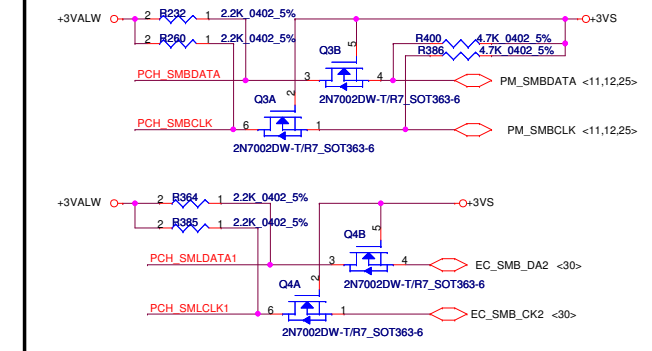 +3VALW 2 R232 1 2.2K_0402_5% +3VS
2 R260 1 2.2K_0402_5%
R400 4.7K_0402_5%
R386 4.7K_0402_5%
Q3B 5
PCH_SMBDATA 3 4 PM_SMBDATA <11,12,25>
Q3A 2 2N7002DW-T/R7_SOT363-6
PCH_SMBCLK 6 1 PM_SMBCLK <11,12,25>
2N7002DW-T/R7_SOT363-6
+3VALW 2 R364 1 2.2K_0402_5% +3VS
2 R385 1 2.2K_0402_5%
Q4B 5
PCH_SMLDATA1 3 4 EC_SMB_DA2 <30>
Q4A 2 2N7002DW-T/R7_SOT363-6
PCH_SMLCLK1 6 1 EC_SMB_CK2 <30>
2N7002DW-T/R7_SOT363-6